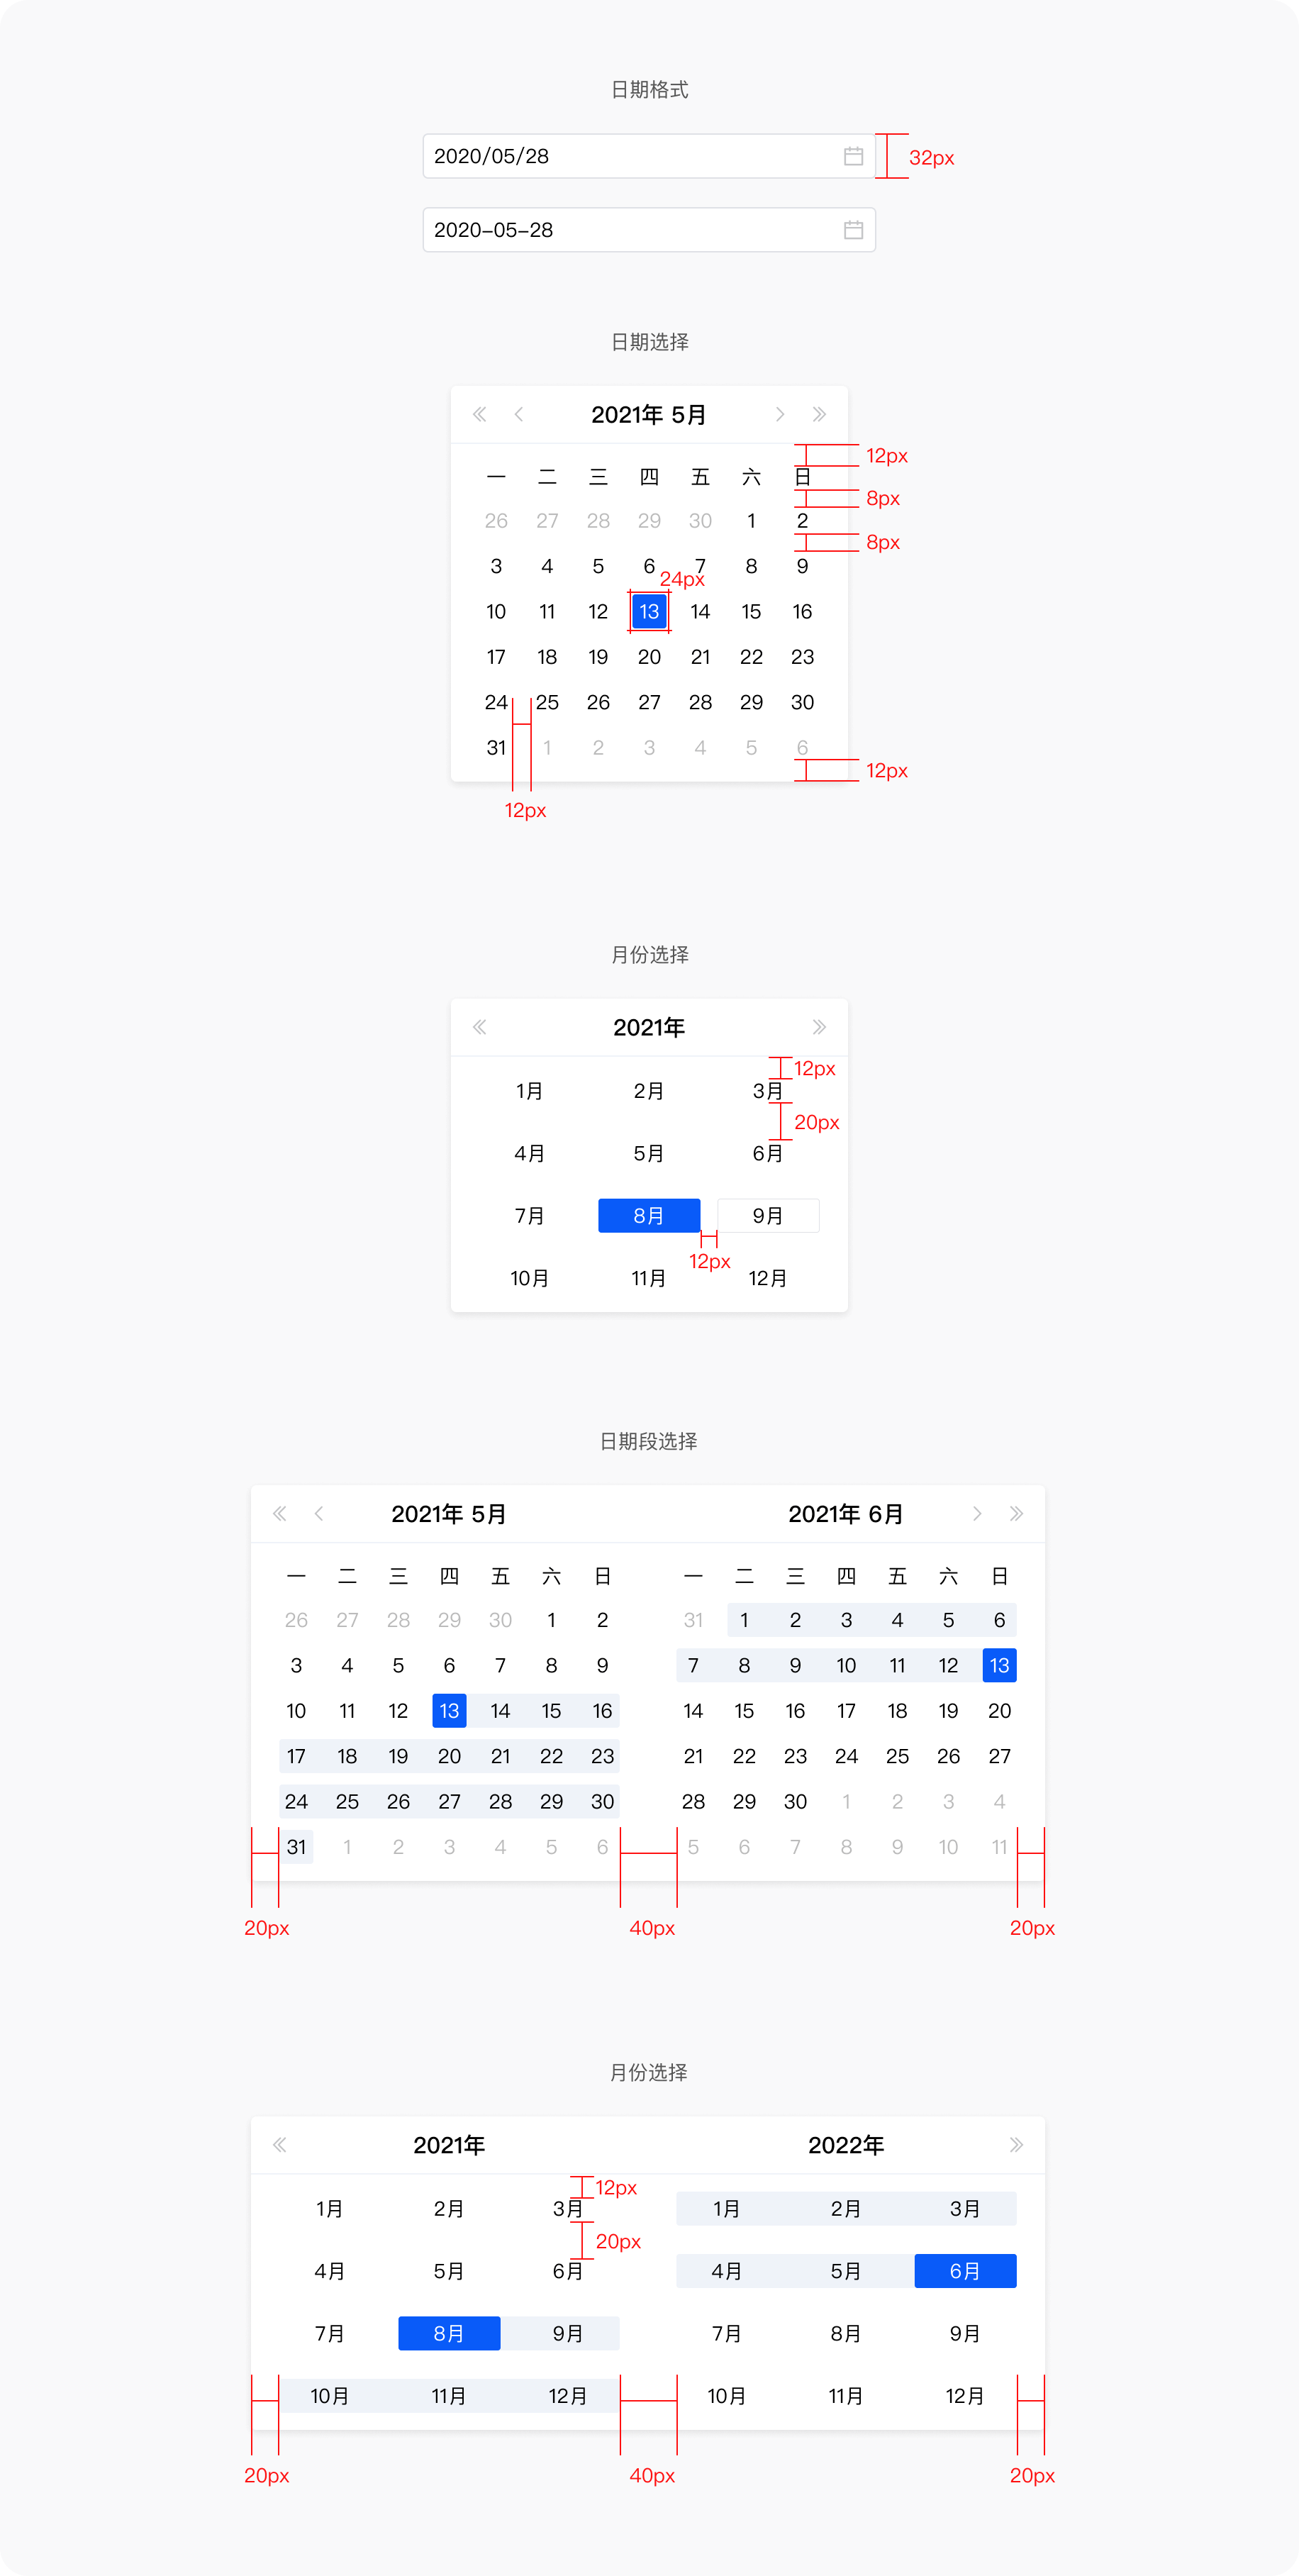 日期格式
2020/05/28
32px
2020-05-28
日期选择
2021年 5月
12px
一 二 三 四 五 六 日
8px
26 27 28 29 30 1 2
8px
3 4 5 6 7 8 9
24px
10 11 12 13 14 15 16
17 18 19 20 21 22 23
24 25 26 27 28 29 30
31 1 2 3 4 5 6
12px
12px
月份选择
2021年
12px
1月 2月 3月
20px
4月 5月 6月
7月 8月 9月
12px
10月 11月 12月
日期段选择
2021年 5月 2021年 6月
一 二 三 四 五 六 日 一 二 三 四 五 六 日
26 27 28 29 30 1 2 31 1 2 3 4 5 6
3 4 5 6 7 8 9 7 8 9 10 11 12 13
10 11 12 13 14 15 16 14 15 16 17 18 19 20
17 18 19 20 21 22 23 21 22 23 24 25 26 27
24 25 26 27 28 29 30 28 29 30 1 2 3 4
31 1 2 3 4 5 6 5 6 7 8 9 10 11
20px 40px 20px
月份选择
2021年 2022年
12px
1月 2月 3月 1月 2月 3月
20px
4月 5月 6月 4月 5月 6月
7月 8月 9月 7月 8月 9月
10月 11月 12月 10月 11月 12月
20px 40px 20px